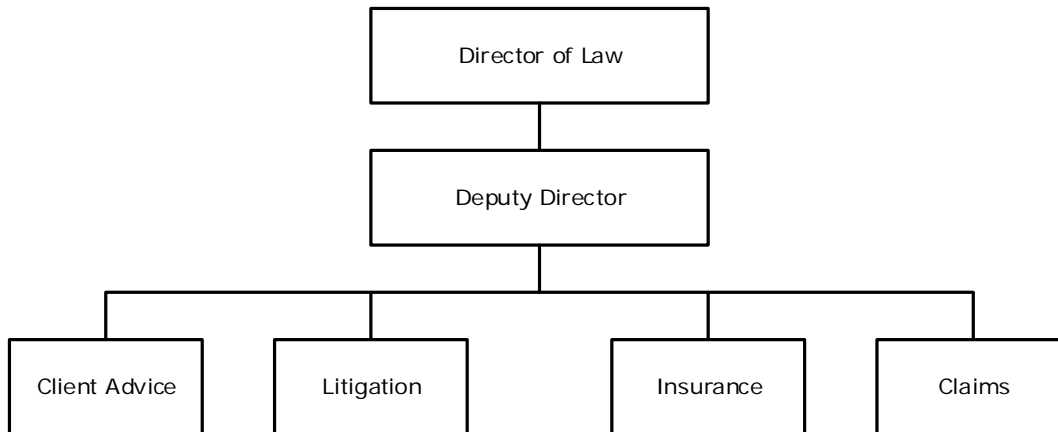 Director of Law
Deputy Director
Client Advice
Litigation
Insurance
Claims